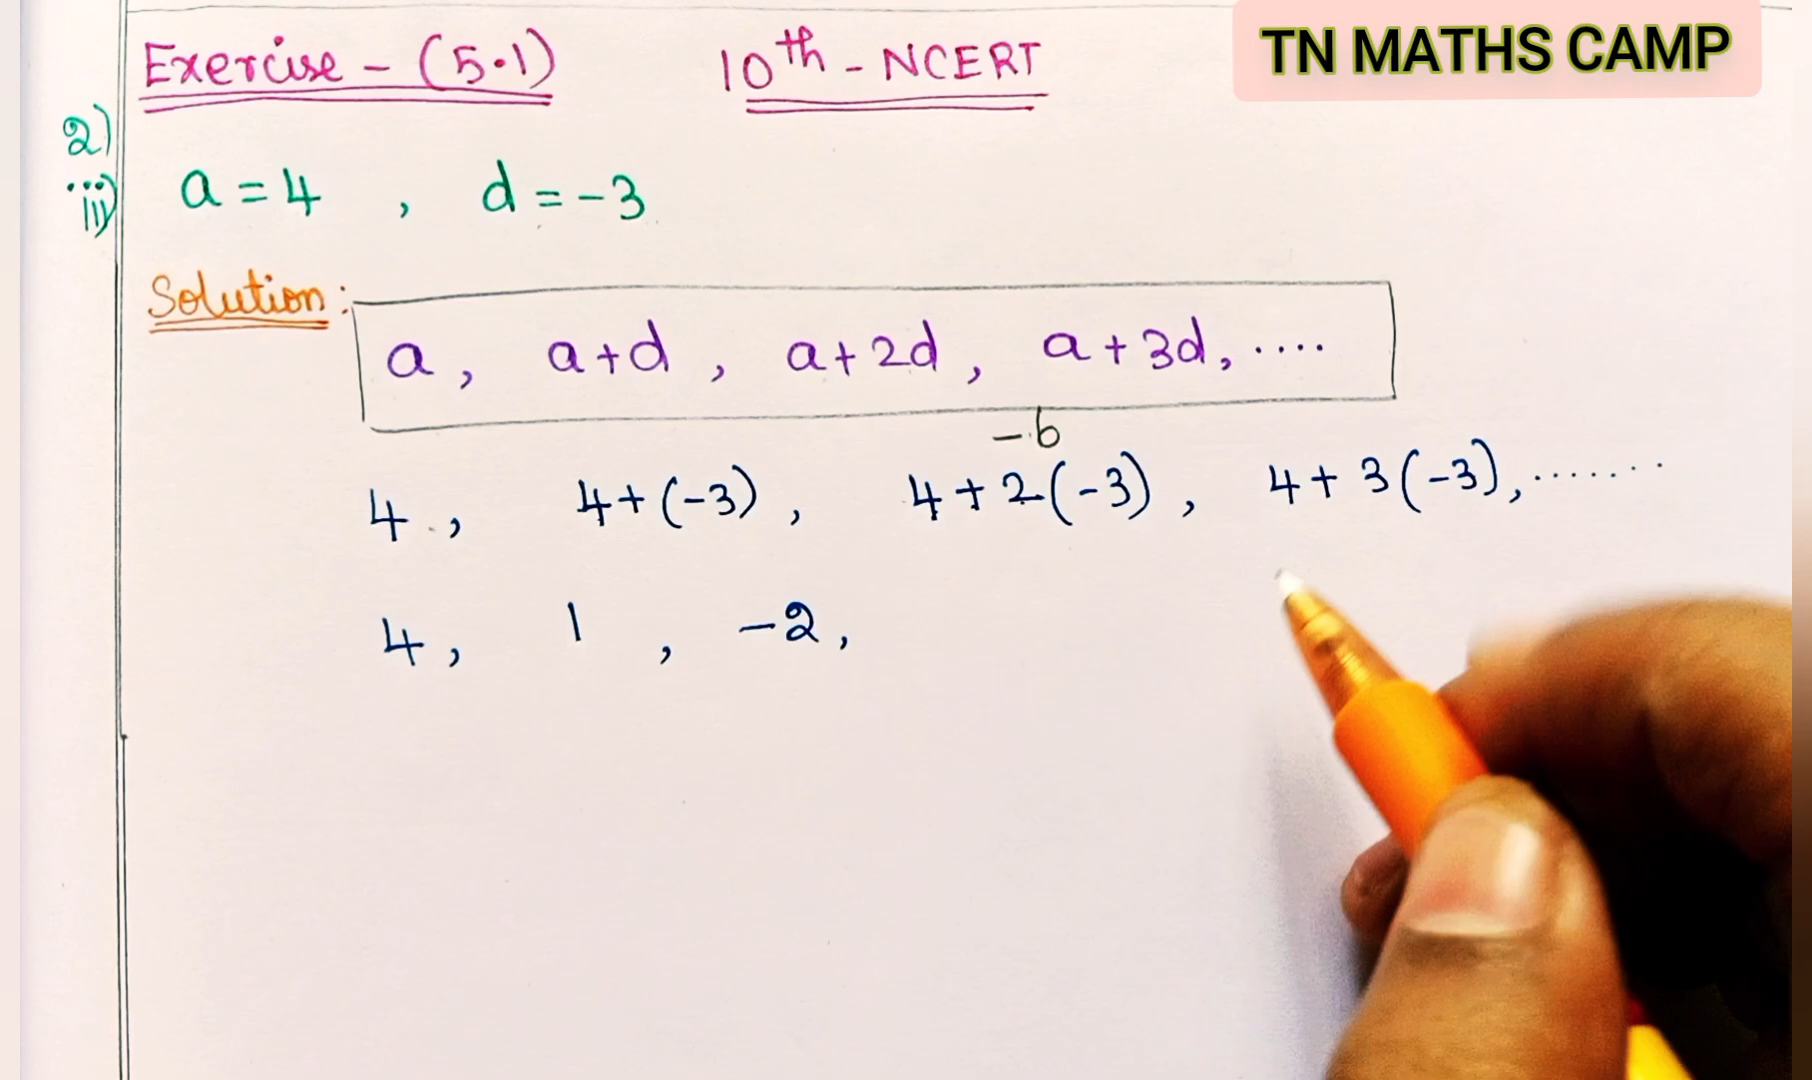 Exercise - (5.1) 10th - NCERT TN MATHS CAMP
2)
iii) a = 4 , d = -3
Solution:
a, a+d, a+2d, a+3d, ....
-6
4, 4+(-3), 4+2(-3), 4+3(-3), .......
4, 1, -2,